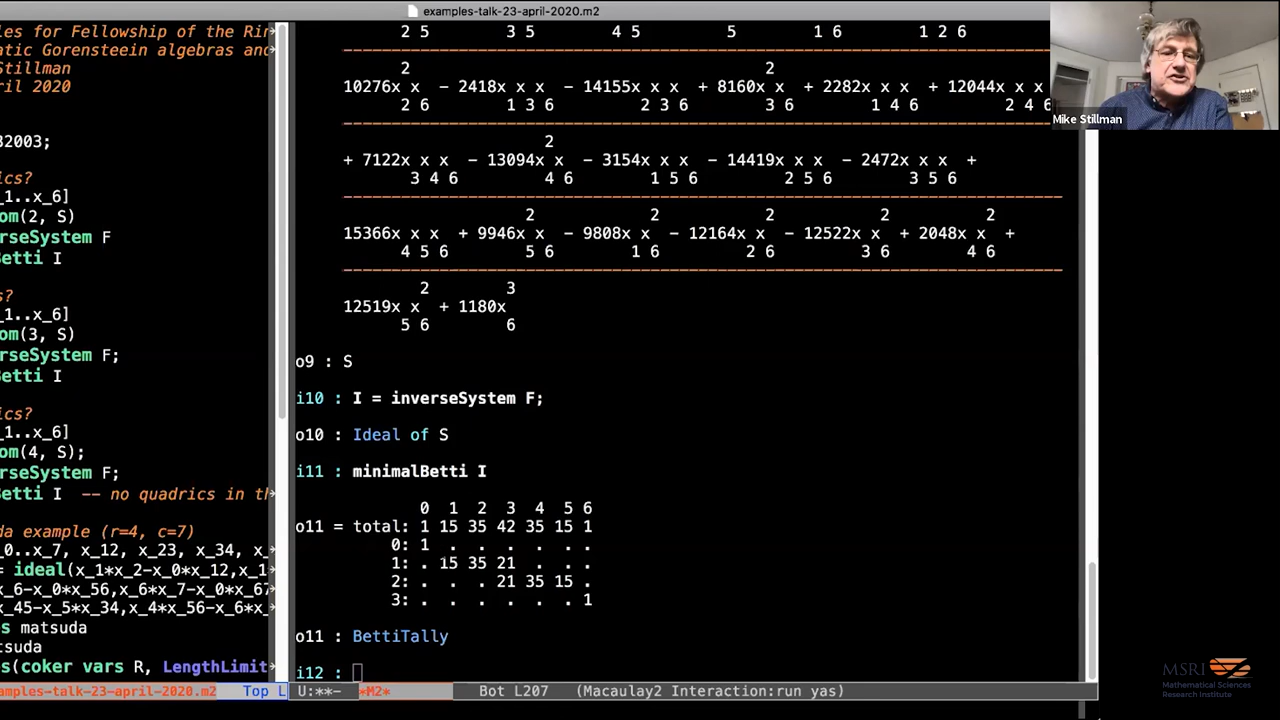 examples-talk-23-april-2020.m2
les for Fellowship of the Rin
atic Gorensteein algebras and
Stillman
ril 2020
32003;
ics?
_1..x_6]
om(2, S)
rseSystem F
Betti I
s?
_1..x_6]
om(3, S)
rseSystem F;
Betti I
ics?
_1..x_6]
om(4, S);
rseSystem F;
Betti I -- no quadrics in th
da example (r=4, c=7)
_0..x_7, x_12, x_23, x_34, x_
= ideal(x_1*x_2-x_0*x_12,x_1
x_6-x_0*x_56,x_6*x_7-x_0*x_67
x_45-x_5*x_34,x_4*x_56-x_6*
s matsuda
tsuda
s(coker vars R, LengthLimit
examples-talk-23-april-2020.m2 Top L
2 5 3 5 4 5 5 1 6 1 2 6
2 2
10276x x - 2418x x x - 14155x x x + 8160x x + 2282x x x + 12044x x x
2 6 1 3 6 2 3 6 3 6 1 4 6 2 4 6
2
+ 7122x x x - 13094x x - 3154x x x - 14419x x x - 2472x x x +
3 4 6 4 6 1 5 6 2 5 6 3 5 6
2 2 2 2 2
15366x x x + 9946x x - 9808x x - 12164x x - 12522x x + 2048x x +
4 5 6 5 6 1 6 2 6 3 6 4 6
2 3
12519x x + 1180x
5 6 6
o9 : S
i10 : I = inverseSystem F;
o10 : Ideal of S
i11 : minimalBetti I
0 1 2 3 4 5 6
o11 = total: 1 15 35 42 35 15 1
0: 1 . . . . . .
1: . 15 35 21 . . .
2: . . . 21 35 15 .
3: . . . . . . 1
o11 : BettiTally
i12 :
U:**- *M2* Bot L207 (Macaulay2 Interaction:run yas)
Mike Stillman
MSRI
Mathematical Sciences
Research Institute